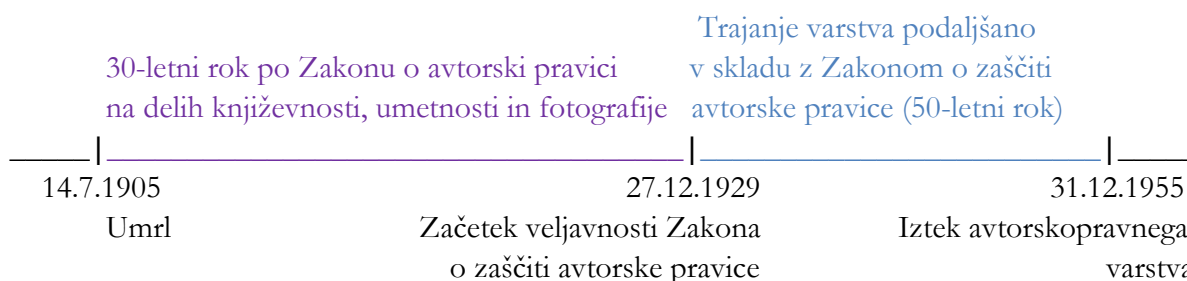 Trajanje varstva podaljšano
30-letni rok po Zakonu o avtorski pravici
v skladu z Zakonom o zaščiti
na delih književnosti, umetnosti in fotografije
avtorske pravice (50-letni rok)
14.7.1905
27.12.1929
31.12.1955
Umrl
Začetek veljavnosti Zakona
Iztek avtorskopravnega
o zaščiti avtorske pravice
varstva